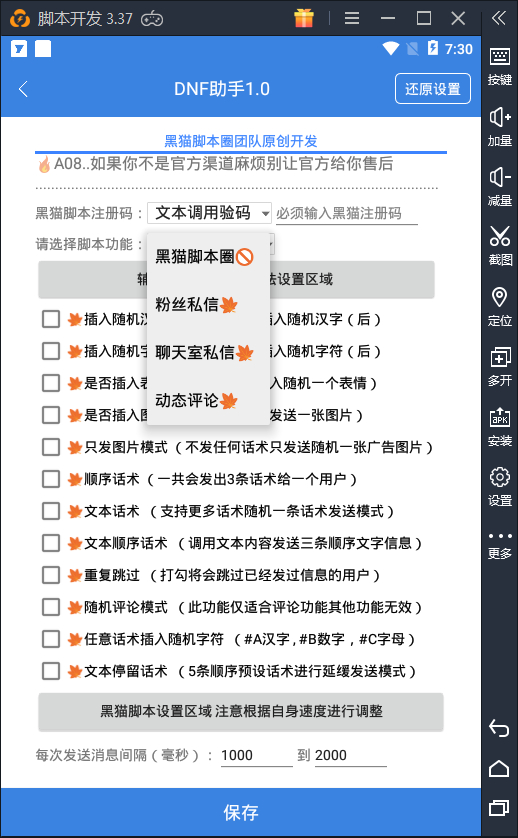 脚本开发 3.37
7:30
DNF助手1.0
还原设置
黑猫脚本圈团队原创开发
A08..如果你不是官方渠道麻烦别让官方给你售后
黑猫脚本注册码： 文本调用验码 必须输入黑猫注册码
请选择脚本功能：
黑猫脚本圈
粉丝私信
聊天室私信
动态评论
法设置区域
插入随机 插入随机汉字（后）
插入随机字 插入随机字符（后）
是否插入 入随机一个表情）
是否插入 发送一张图片）
只发图片模式（不发任何话术只发送随机一张广告图片）
顺序话术（一共会发出3条话术给一个用户）
文本话术（支持更多话术随机一条话术发送模式）
文本顺序话术（调用文本内容发送三条顺序文字信息）
重复跳过（打勾将会跳过已经发过信息的用户）
随机评论模式（此功能仅适合评论功能其他功能无效）
任意话术插入随机字符（#A汉字,#B数字，#C字母）
文本停留话术（5条顺序预设话术进行延缓发送模式）
黑猫脚本设置区域 注意根据自身速度进行调整
每次发送消息间隔（毫秒）： 1000 到 2000
保存
按键
加量
减量
截图
定位
多开
APK
安装
设置
更多